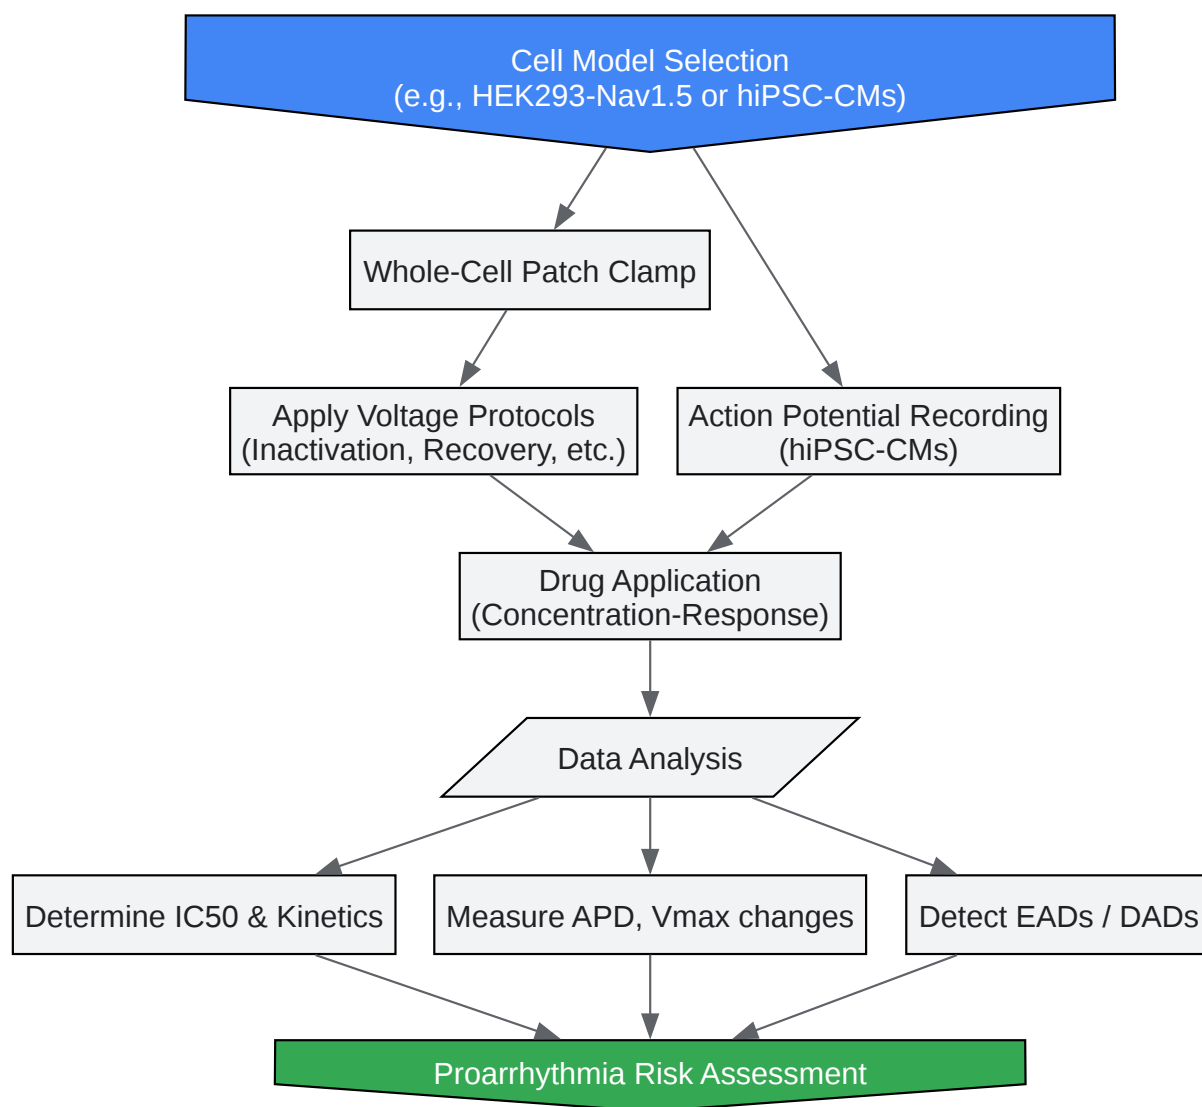 Cell Model Selection
(e.g., HEK293-Nav1.5 or hiPSC-CMs)
Whole-Cell Patch Clamp
Apply Voltage Protocols
(Inactivation, Recovery, etc.)
Action Potential Recording
(hiPSC-CMs)
Drug Application
(Concentration-Response)
Data Analysis
Determine IC50 & Kinetics
Measure APD, Vmax changes
Detect EADs / DADs
Proarrhythmia Risk Assessment